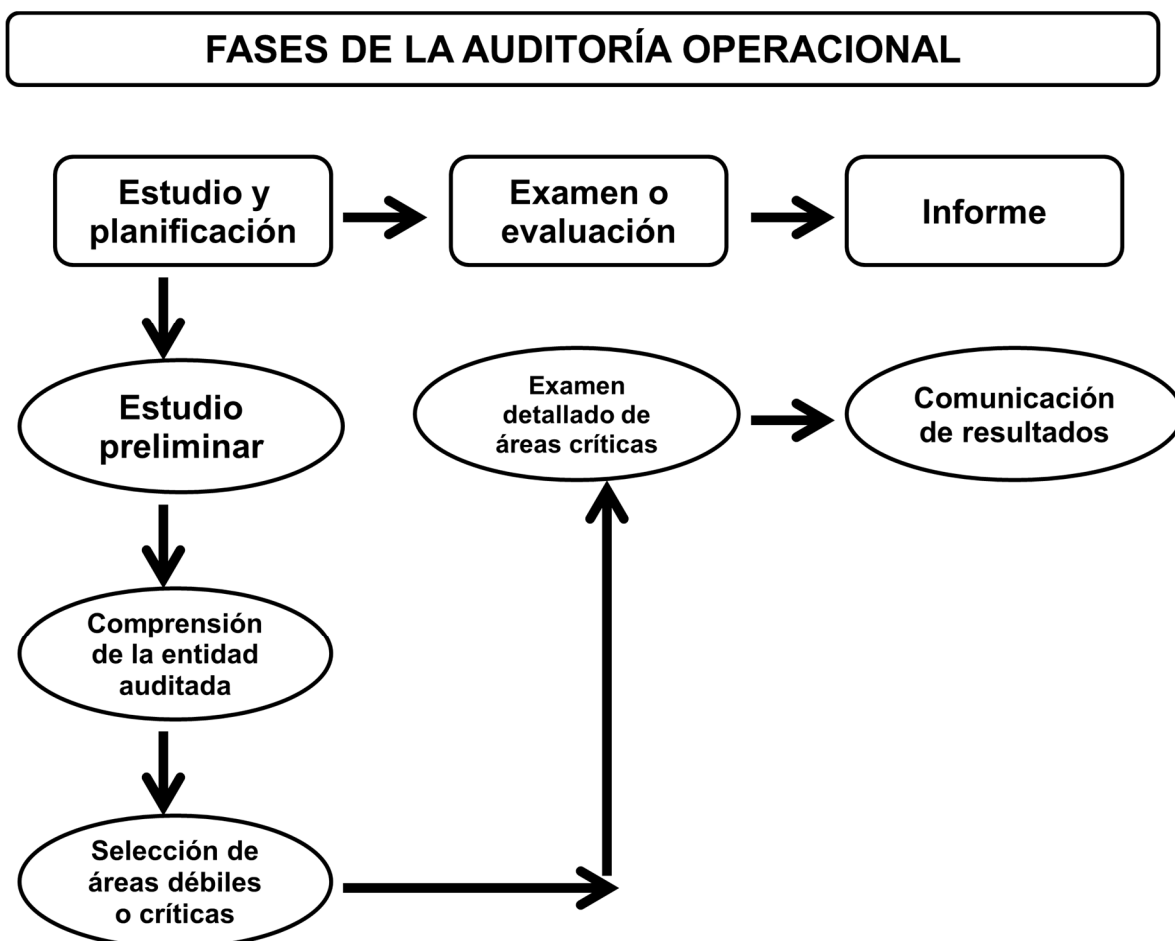 FASES DE LA AUDITORÍA OPERACIONAL
Estudio y
planificación
Examen o
evaluación
Informe
Estudio
preliminar
Examen
detallado de
áreas críticas
Comunicación
de resultados
Comprensión
de la entidad
auditada
Selección de
áreas débiles
o críticas